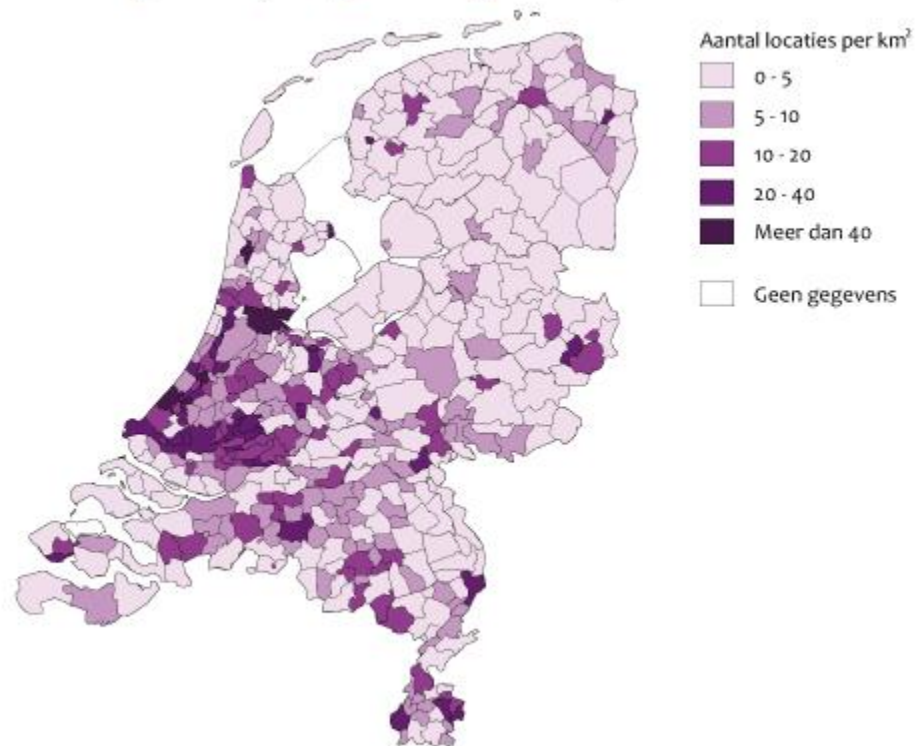 Aantal locaties per km²
0 - 5
5 - 10
10 - 20
20 - 40
Meer dan 40
Geen gegevens